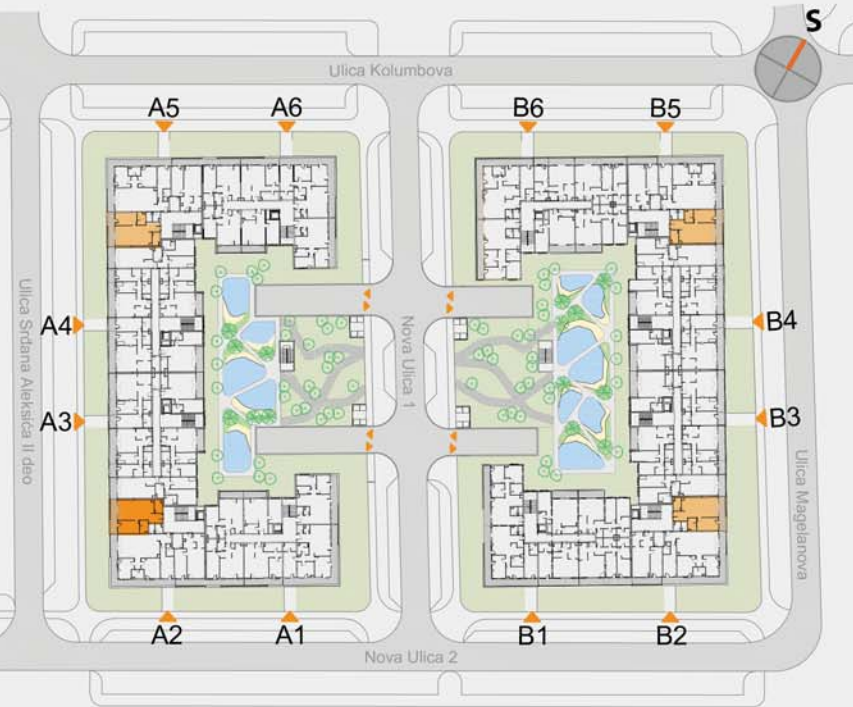 S
Ulica Kolumbova
A5
A6
B6
B5
Ulica Srđana Aleksića II deo
A4
Nova Ulica 1
B4
A3
B3
Ulica Magelanova
A2
A1
B1
B2
Nova Ulica 2